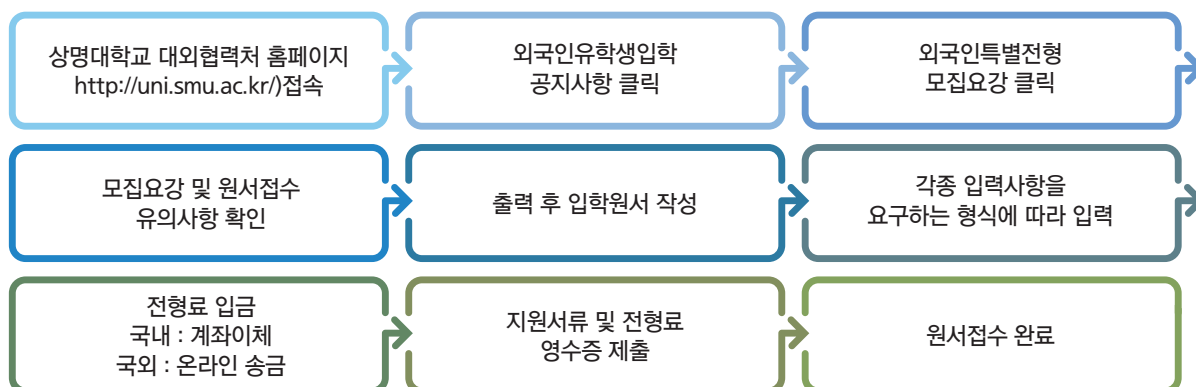 상명대학교 대외협력처 홈페이지
http://uni.smu.ac.kr/)접속
외국인유학생입학
공지사항 클릭
외국인특별전형
모집요강 클릭
모집요강 및 원서접수
유의사항 확인
출력 후 입학원서 작성
각종 입력사항을
요구하는 형식에 따라 입력
전형료 입금
국내 : 계좌이체
국외 : 온라인 송금
지원서류 및 전형료
영수증 제출
원서접수 완료